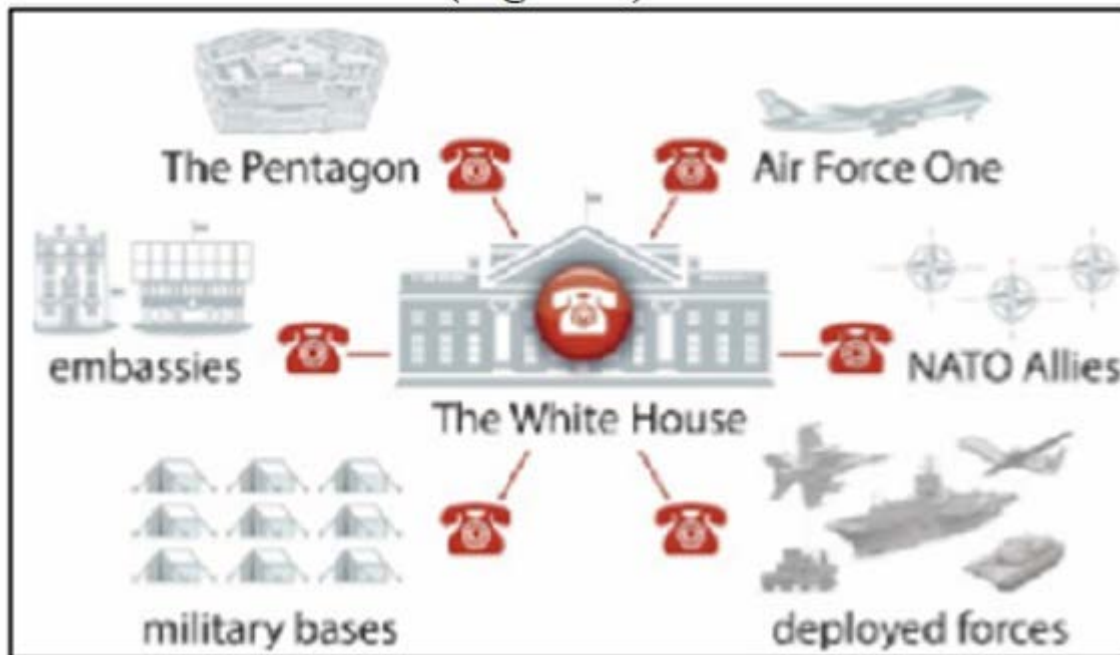 The Pentagon
Air Force One
embassies
NATO Allies
The White House
military bases
deployed forces